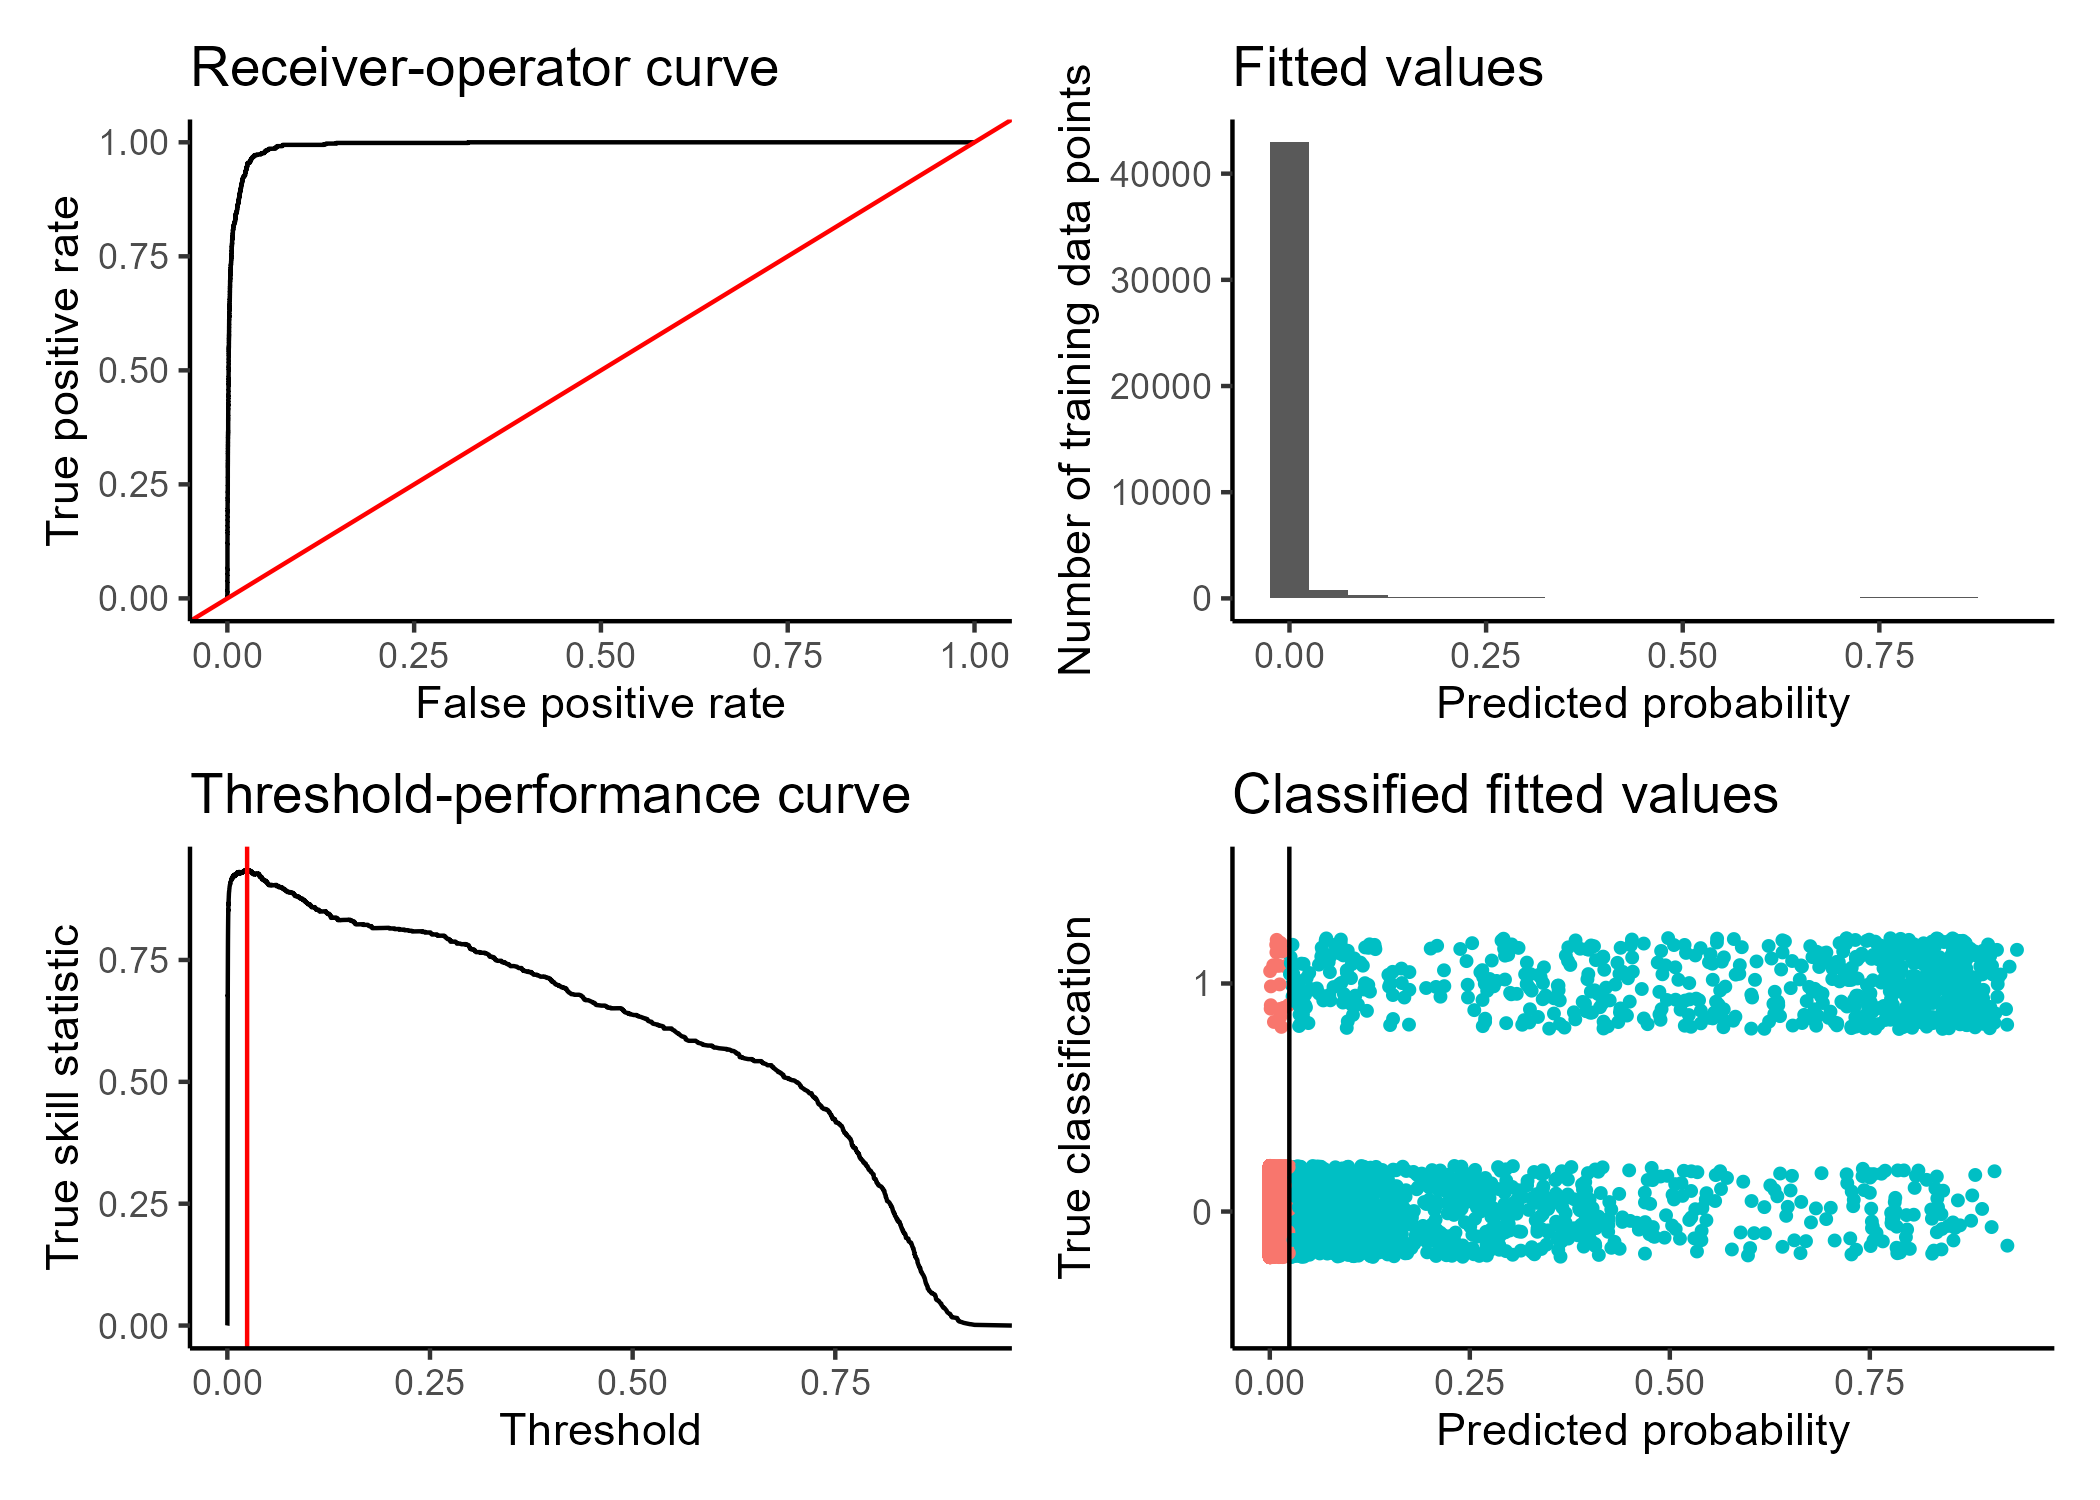 Receiver-operator curve
True positive rate
1.00
0.75
0.50
0.25
0.00
0.00 0.25 0.50 0.75 1.00
False positive rate
Fitted values
Number of training data points
40000
30000
20000
10000
0
0.00 0.25 0.50 0.75
Predicted probability
Threshold-performance curve
True skill statistic
0.75
0.50
0.25
0.00
0.00 0.25 0.50 0.75
Threshold
Classified fitted values
True classification
1
0
0.00 0.25 0.50 0.75
Predicted probability